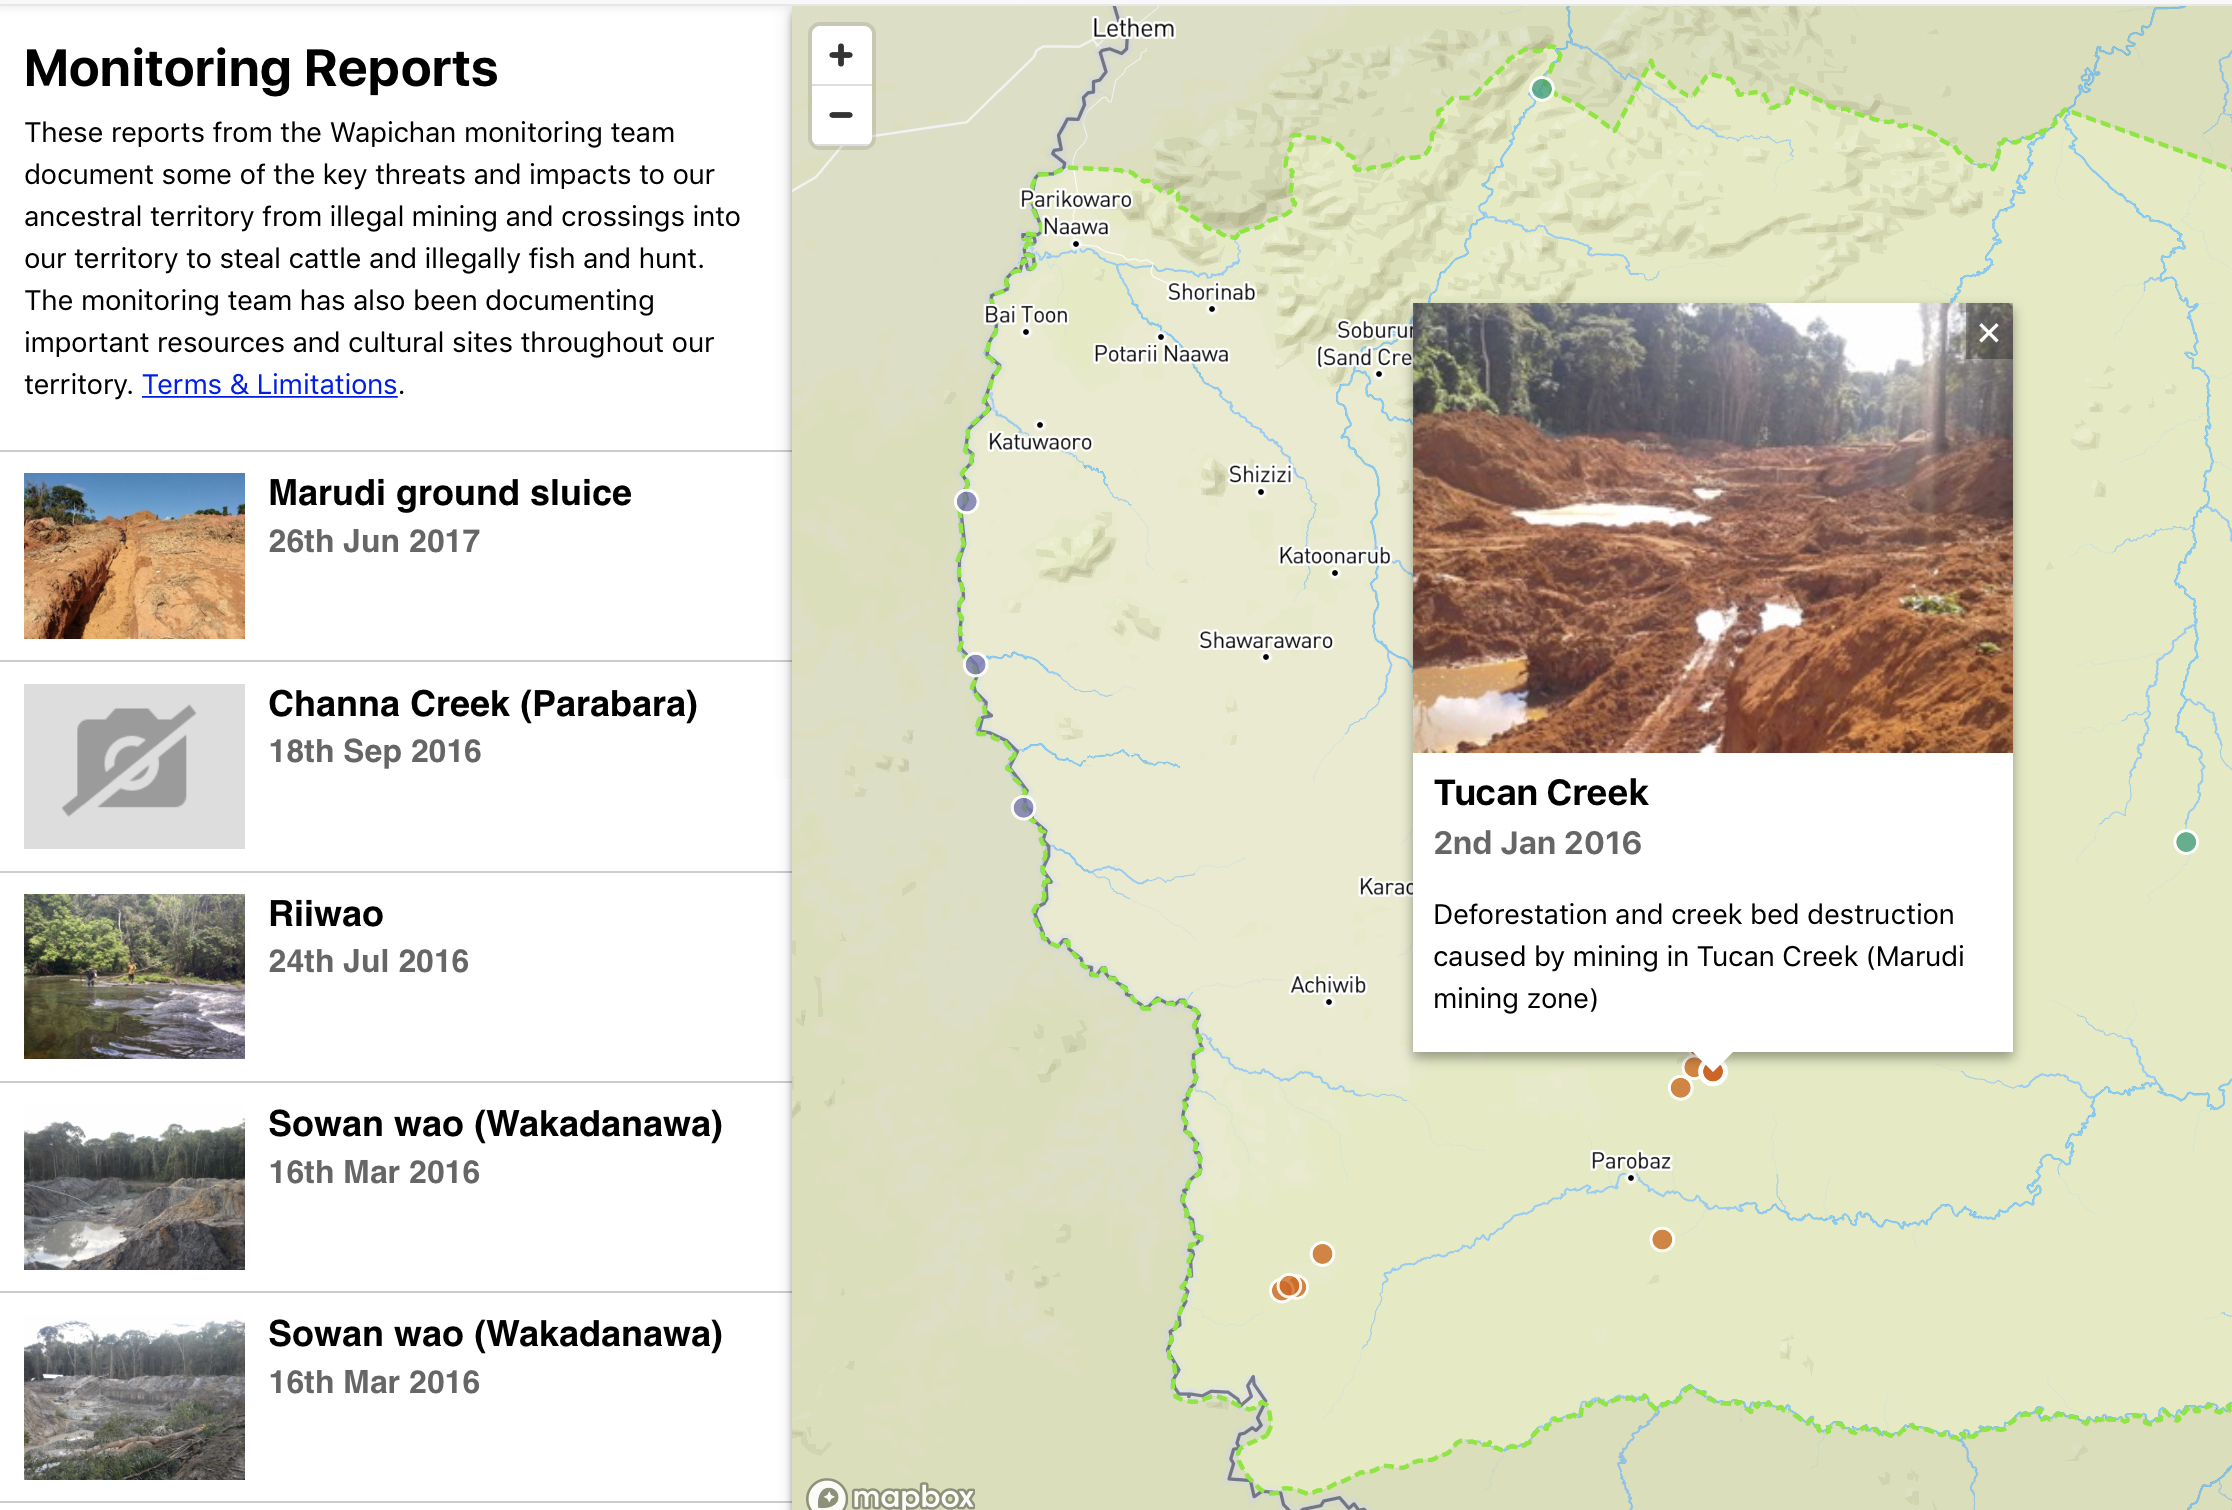 Monitoring Reports
These reports from the Wapichan monitoring team
document some of the key threats and impacts to our
ancestral territory from illegal mining and crossings into
our territory to steal cattle and illegally fish and hunt.
The monitoring team has also been documenting
important resources and cultural sites throughout our
territory. Terms & Limitations.
Marudi ground sluice
26th Jun 2017
Channa Creek (Parabara)
18th Sep 2016
Riiwao
24th Jul 2016
Sowan wao (Wakadanawa)
16th Mar 2016
Sowan wao (Wakadanawa)
16th Mar 2016
+
−
Lethem
Parikowaro
Naawa
Shorinab
Bai Toon
Potarii Naawa
Soburur
(Sand Cre
Katuwaoro
Shizizi
Katoonarub
Shawarawaro
Karao
Achiwib
Parobaz
×
Tucan Creek
2nd Jan 2016
Deforestation and creek bed destruction
caused by mining in Tucan Creek (Marudi
mining zone)
mapbox